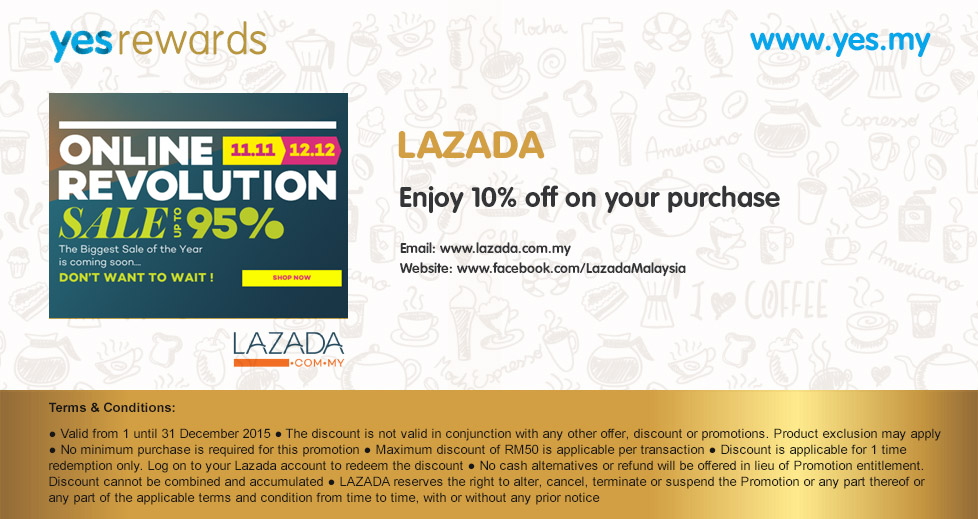 yes rewards
www.yes.my
ONLINE 11.11 12.12
REVOLUTION
SALE UP TO 95%
The Biggest Sale of the Year
is coming soon...
DON'T WANT TO WAIT !
SHOP NOW
LAZADA
.COM.MY
LAZADA
Enjoy 10% off on your purchase
Email: www.lazada.com.my
Website: www.facebook.com/LazadaMalaysia
Mocha
Espresso
Americano
Americano
I ♥ COFFEE
Espresso
Terms & Conditions:
● Valid from 1 until 31 December 2015 ● The discount is not valid in conjunction with any other offer, discount or promotions. Product exclusion may apply
● No minimum purchase is required for this promotion ● Maximum discount of RM50 is applicable per transaction ● Discount is applicable for 1 time
redemption only. Log on to your Lazada account to redeem the discount ● No cash alternatives or refund will be offered in lieu of Promotion entitlement.
Discount cannot be combined and accumulated ● LAZADA reserves the right to alter, cancel, terminate or suspend the Promotion or any part thereof or
any part of the applicable terms and condition from time to time, with or without any prior notice